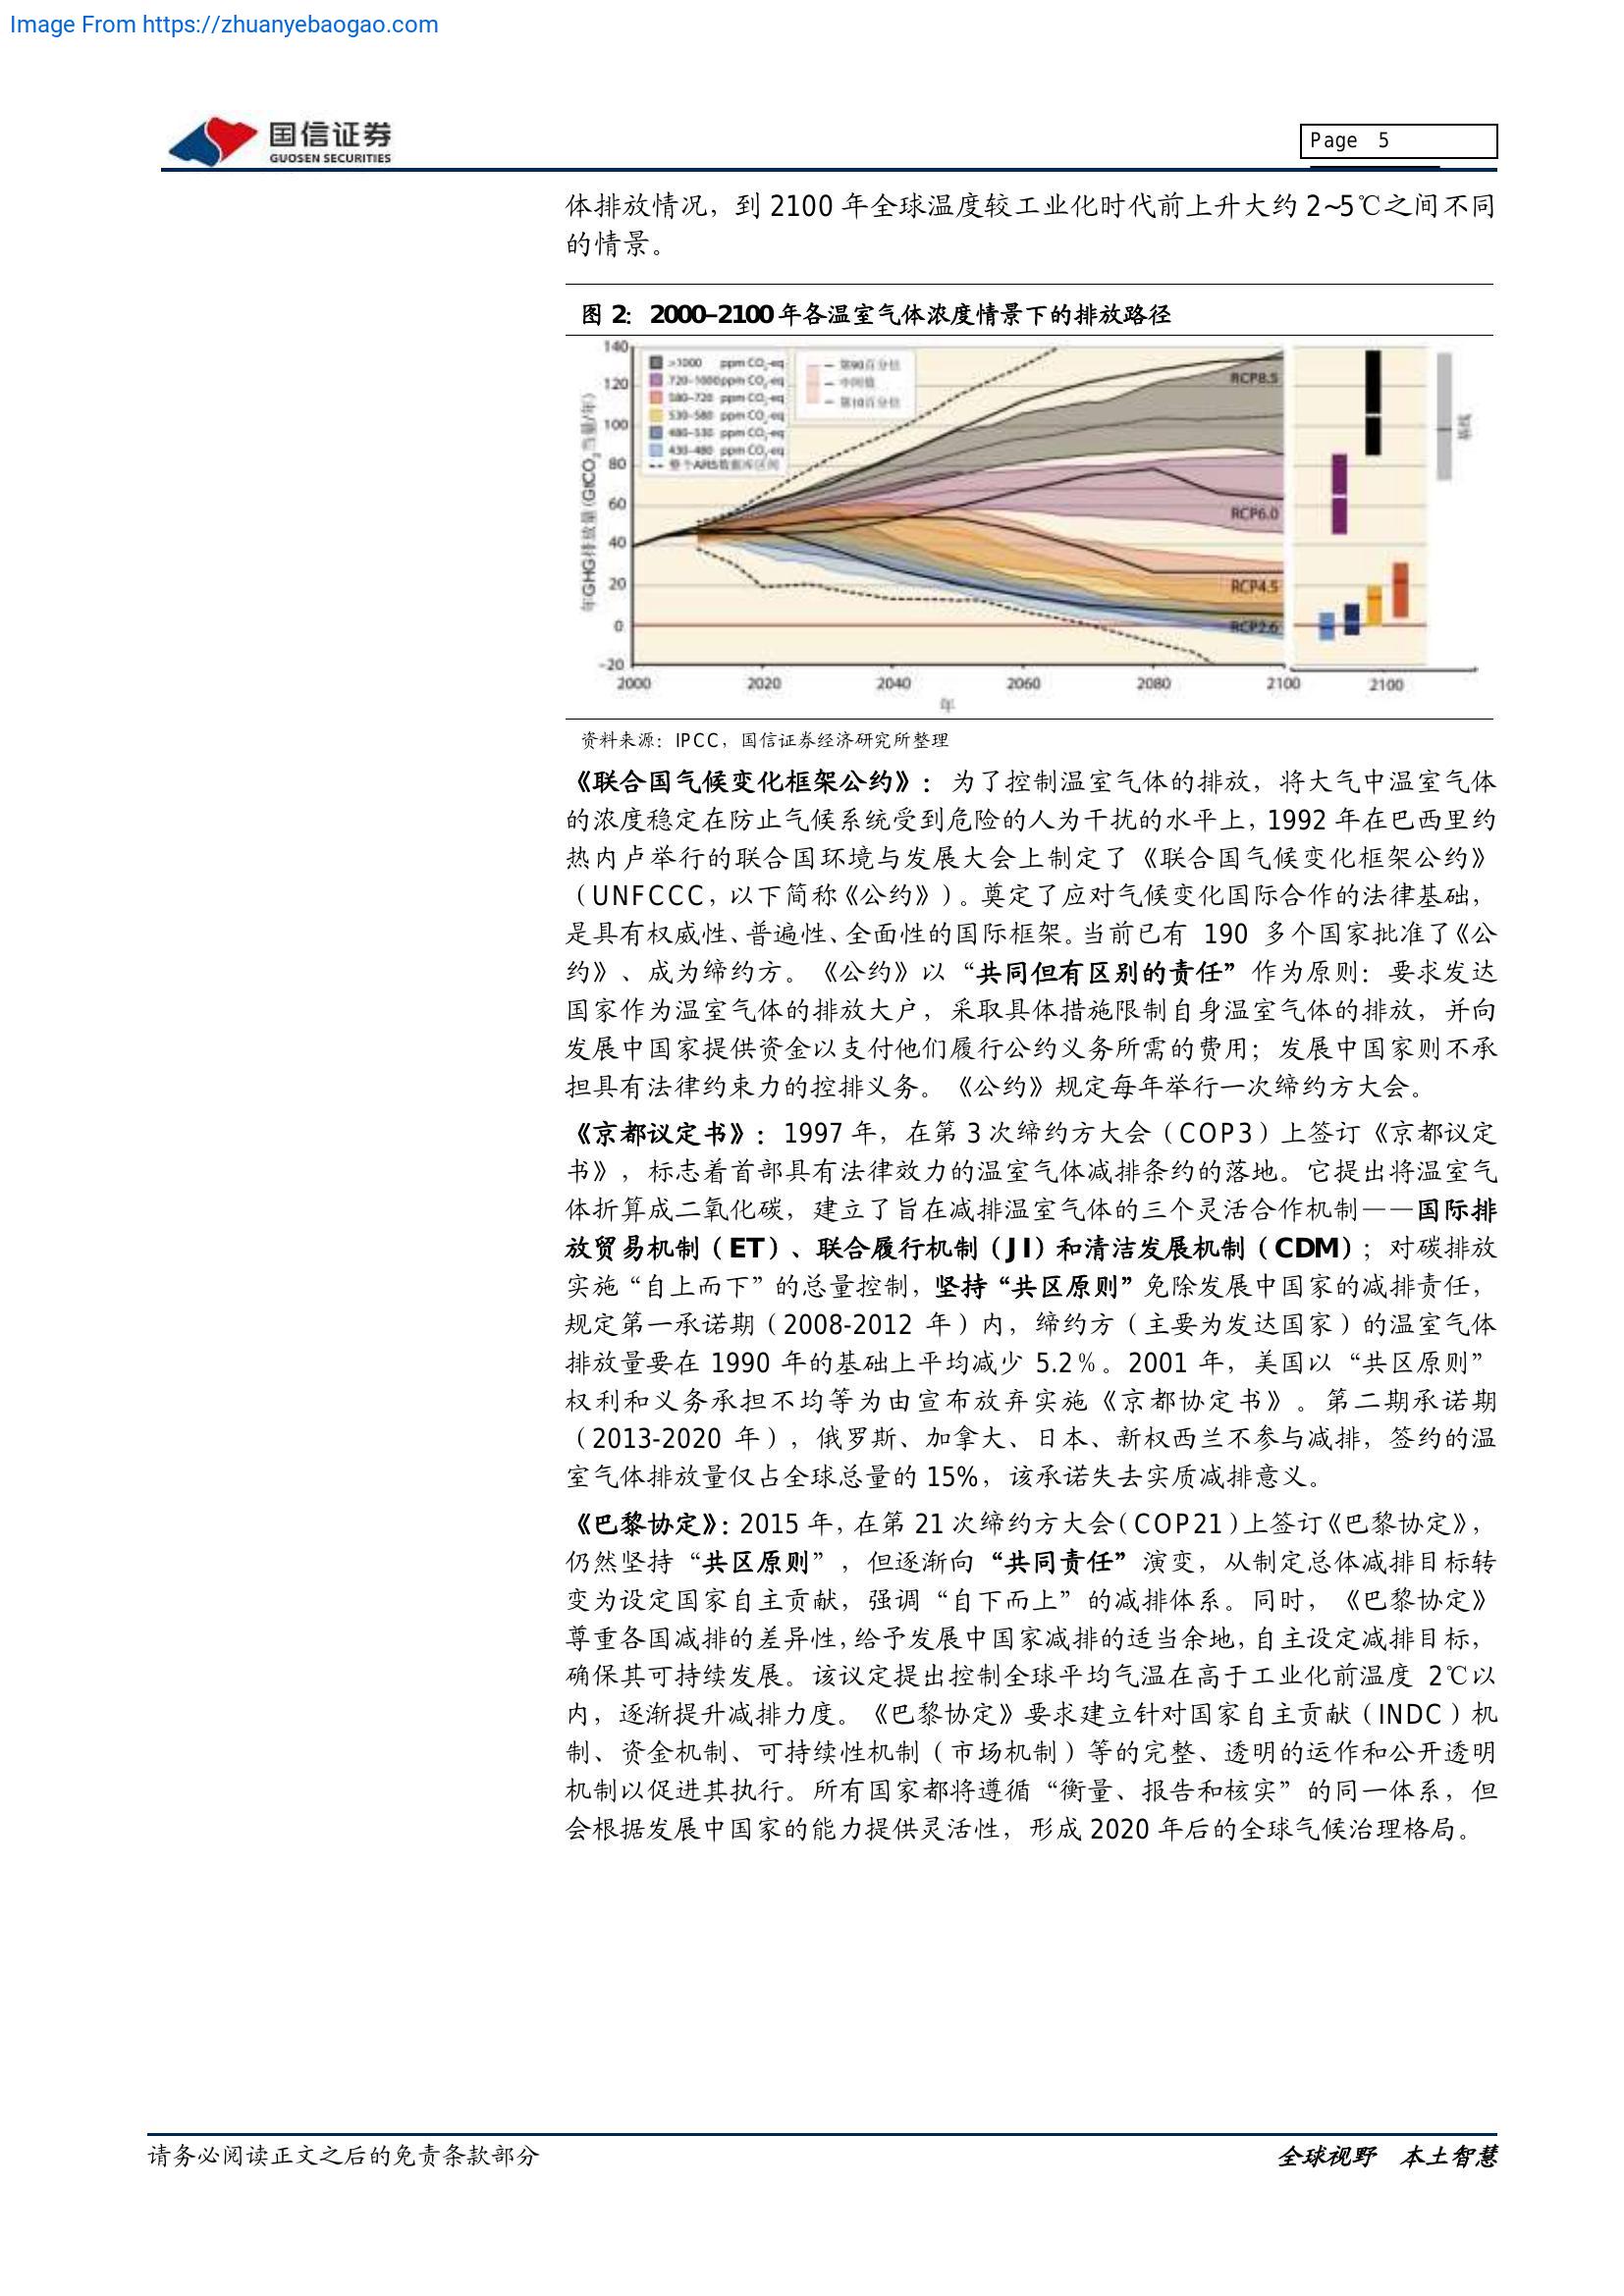 Image From https://zhuanyebaogao.com
国信证券
GUOSEN SECURITIES
Page 5
体排放情况，到 2100 年全球温度较工业化时代前上升大约 2~5℃之间不同
的情景。
图 2：2000–2100 年各温室气体浓度情景下的排放路径
140
120
100
80
60
40
20
0
-20
年GHG排放量(GtCO₂当量/年)
>1000 ppm CO₂-eq
720–1000ppm CO₂-eq
580–720 ppm CO₂-eq
530–580 ppm CO₂-eq
480–530 ppm CO₂-eq
430–480 ppm CO₂-eq
整个AR5数据库区间
第90百分位
中间值
第10百分位
RCP8.5
RCP6.0
RCP4.5
RCP2.6
2000 2020 2040 2060 2080 2100 2100
年
资料来源：IPCC，国信证券经济研究所整理
《联合国气候变化框架公约》：为了控制温室气体的排放，将大气中温室气体
的浓度稳定在防止气候系统受到危险的人为干扰的水平上，1992 年在巴西里约
热内卢举行的联合国环境与发展大会上制定了《联合国气候变化框架公约》
（UNFCCC，以下简称《公约》）。奠定了应对气候变化国际合作的法律基础，
是具有权威性、普遍性、全面性的国际框架。当前已有 190 多个国家批准了《公
约》、成为缔约方。《公约》以“共同但有区别的责任”作为原则：要求发达
国家作为温室气体的排放大户，采取具体措施限制自身温室气体的排放，并向
发展中国家提供资金以支付他们履行公约义务所需的费用；发展中国家则不承
担具有法律约束力的控排义务。《公约》规定每年举行一次缔约方大会。
《京都议定书》：1997 年，在第 3 次缔约方大会（COP3）上签订《京都议定
书》，标志着首部具有法律效力的温室气体减排条约的落地。它提出将温室气
体折算成二氧化碳，建立了旨在减排温室气体的三个灵活合作机制——国际排
放贸易机制（ET）、联合履行机制（JI）和清洁发展机制（CDM）；对碳排放
实施“自上而下”的总量控制，坚持“共区原则”免除发展中国家的减排责任，
规定第一承诺期（2008-2012 年）内，缔约方（主要为发达国家）的温室气体
排放量要在 1990 年的基础上平均减少 5.2％。2001 年，美国以“共区原则”
权利和义务承担不均等为由宣布放弃实施《京都协定书》。第二期承诺期
（2013-2020 年），俄罗斯、加拿大、日本、新权西兰不参与减排，签约的温
室气体排放量仅占全球总量的 15%，该承诺失去实质减排意义。
《巴黎协定》：2015 年，在第 21 次缔约方大会（COP21）上签订《巴黎协定》，
仍然坚持“共区原则”，但逐渐向“共同责任”演变，从制定总体减排目标转
变为设定国家自主贡献，强调“自下而上”的减排体系。同时，《巴黎协定》
尊重各国减排的差异性，给予发展中国家减排的适当余地，自主设定减排目标，
确保其可持续发展。该议定提出控制全球平均气温在高于工业化前温度 2℃以
内，逐渐提升减排力度。《巴黎协定》要求建立针对国家自主贡献（INDC）机
制、资金机制、可持续性机制（市场机制）等的完整、透明的运作和公开透明
机制以促进其执行。所有国家都将遵循“衡量、报告和核实”的同一体系，但
会根据发展中国家的能力提供灵活性，形成 2020 年后的全球气候治理格局。
请务必阅读正文之后的免责条款部分
全球视野 本土智慧